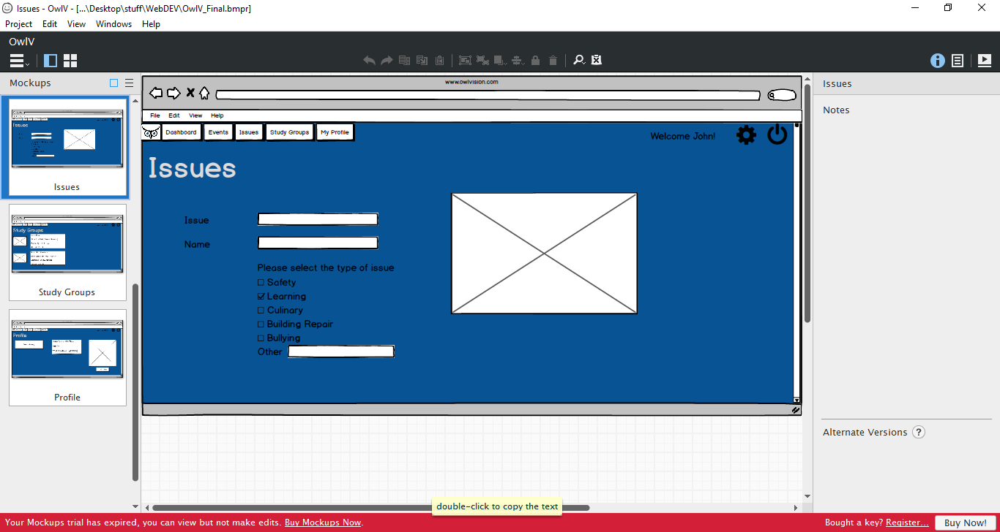 Issues - OwlV - [...\Desktop\stuff\WebDEV\OwlV_Final.bmpr]
Project Edit View Windows Help
OwlV
Mockups
Issues
Issues
Study Groups
Study Groups
Profile
Profile
www.owlvision.com
File Edit View Help
Dashboard Events Issues Study Groups My Profile
Welcome John!
Issues
Issue
Name
Please select the type of issue
Safety
Learning
Culinary
Building Repair
Bullying
Other
Issues
Notes
Alternate Versions ?
double-click to copy the text
Your Mockups trial has expired, you can view but not make edits. Buy Mockups Now.
Bought a key? Register... Buy Now!